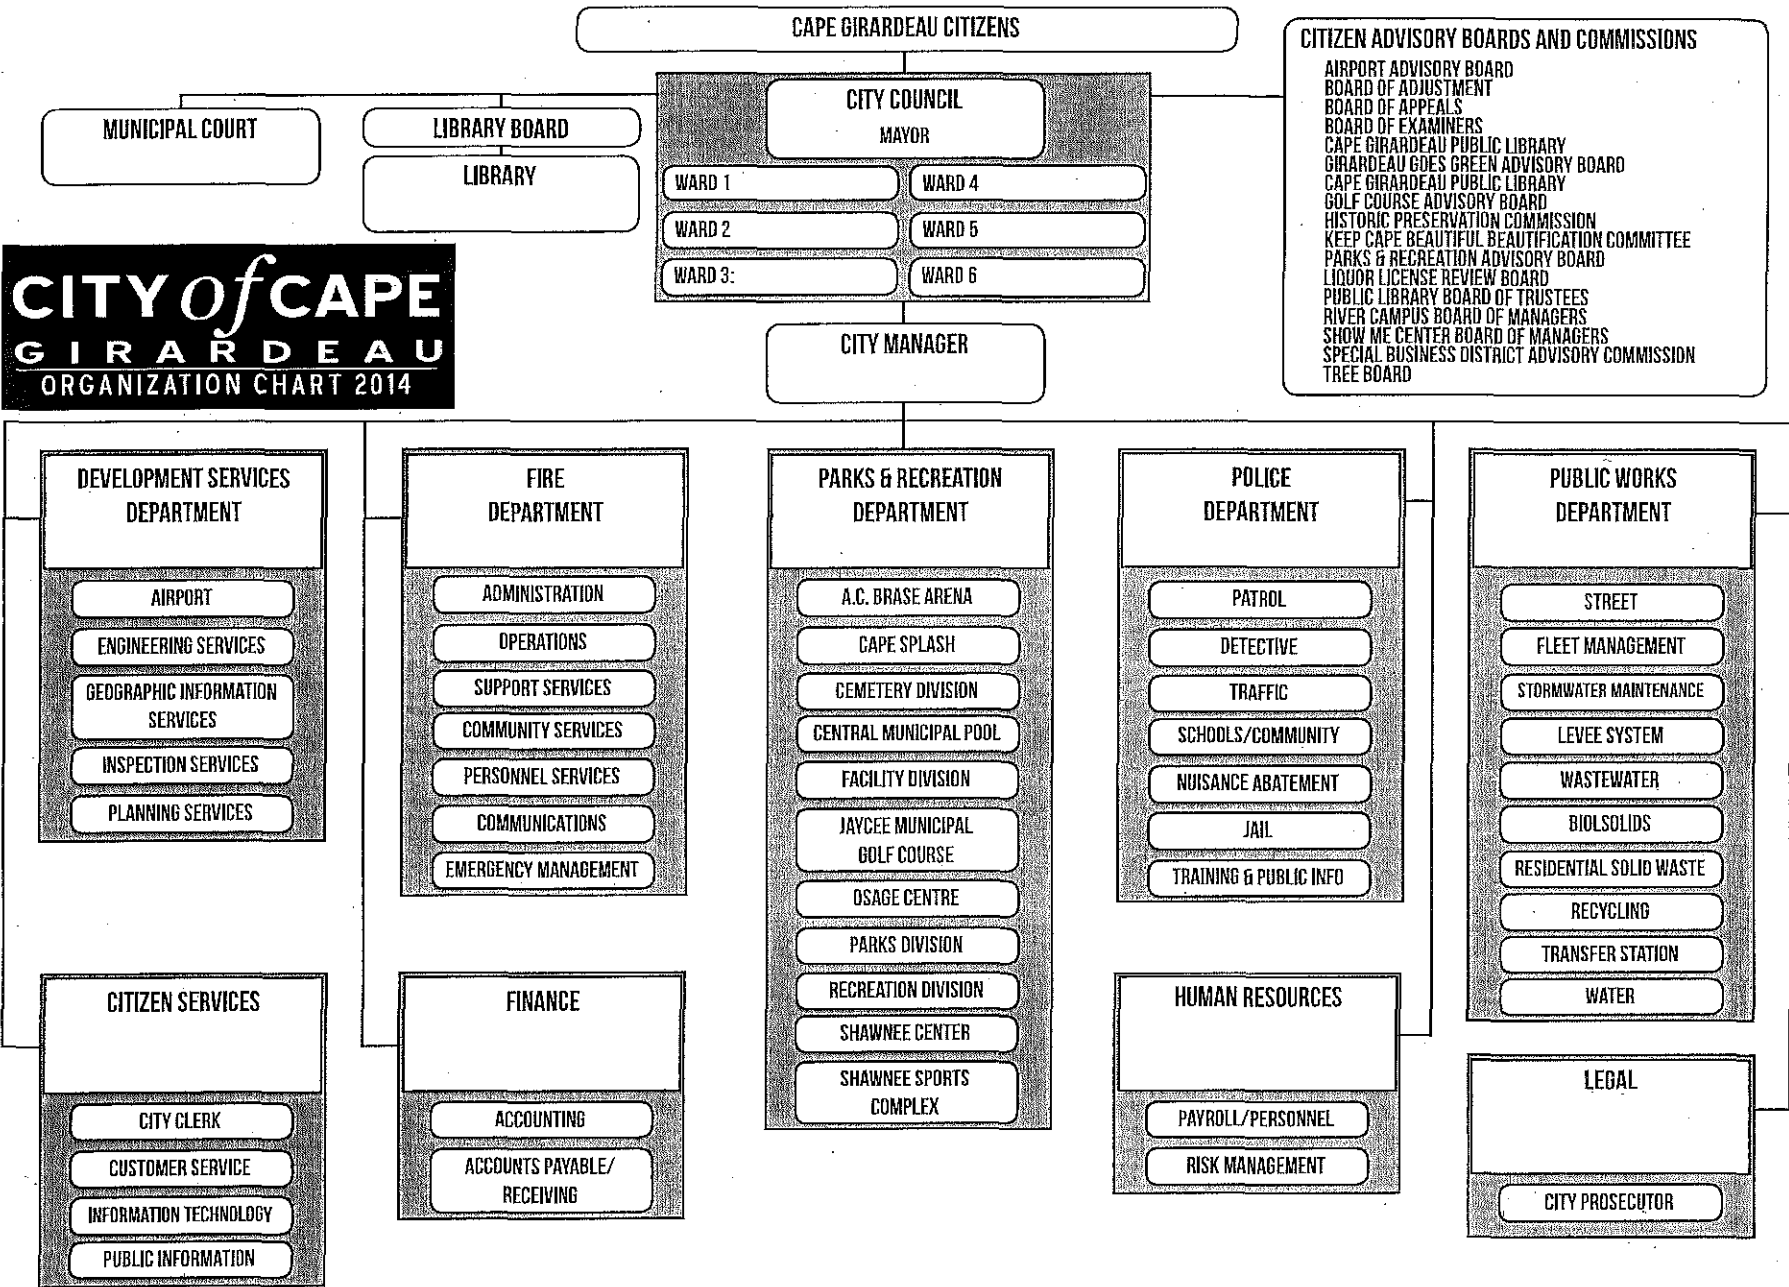 CAPE GIRARDEAU CITIZENS
CITY COUNCIL
MAYOR
WARD 1
WARD 4
WARD 2
WARD 5
WARD 3:
WARD 6
MUNICIPAL COURT
LIBRARY BOARD
LIBRARY
CITIZEN ADVISORY BOARDS AND COMMISSIONS
AIRPORT ADVISORY BOARD
BOARD OF ADJUSTMENT
BOARD OF APPEALS
BOARD OF EXAMINERS
CAPE GIRARDEAU PUBLIC LIBRARY
GIRARDEAU GOES GREEN ADVISORY BOARD
CAPE GIRARDEAU PUBLIC LIBRARY
GOLF COURSE ADVISORY BOARD
HISTORIC PRESERVATION COMMISSION
KEEP CAPE BEAUTIFUL BEAUTIFICATION COMMITTEE
PARKS & RECREATION ADVISORY BOARD
LIQUOR LICENSE REVIEW BOARD
PUBLIC LIBRARY BOARD OF TRUSTEES
RIVER CAMPUS BOARD OF MANAGERS
SHOW ME CENTER BOARD OF MANAGERS
SPECIAL BUSINESS DISTRICT ADVISORY COMMISSION
TREE BOARD
CITY of CAPE
GIRARDEAU
ORGANIZATION CHART 2014
CITY MANAGER
DEVELOPMENT SERVICES
DEPARTMENT
AIRPORT
ENGINEERING SERVICES
GEOGRAPHIC INFORMATION
SERVICES
INSPECTION SERVICES
PLANNING SERVICES
FIRE
DEPARTMENT
ADMINISTRATION
OPERATIONS
SUPPORT SERVICES
COMMUNITY SERVICES
PERSONNEL SERVICES
COMMUNICATIONS
EMERGENCY MANAGEMENT
PARKS & RECREATION
DEPARTMENT
A.C. BRASE ARENA
CAPE SPLASH
CEMETERY DIVISION
CENTRAL MUNICIPAL POOL
FACILITY DIVISION
JAYCEE MUNICIPAL
GOLF COURSE
OSAGE CENTRE
PARKS DIVISION
RECREATION DIVISION
SHAWNEE CENTER
SHAWNEE SPORTS
COMPLEX
POLICE
DEPARTMENT
PATROL
DETECTIVE
TRAFFIC
SCHOOLS/COMMUNITY
NUISANCE ABATEMENT
JAIL
TRAINING & PUBLIC INFO
PUBLIC WORKS
DEPARTMENT
STREET
FLEET MANAGEMENT
STORMWATER MAINTENANCE
LEVEE SYSTEM
WASTEWATER
BIOLSOLIDS
RESIDENTIAL SOLID WASTE
RECYCLING
TRANSFER STATION
WATER
CITIZEN SERVICES
CITY CLERK
CUSTOMER SERVICE
INFORMATION TECHNOLOGY
PUBLIC INFORMATION
FINANCE
ACCOUNTING
ACCOUNTS PAYABLE/
RECEIVING
HUMAN RESOURCES
PAYROLL/PERSONNEL
RISK MANAGEMENT
LEGAL
CITY PROSECUTOR